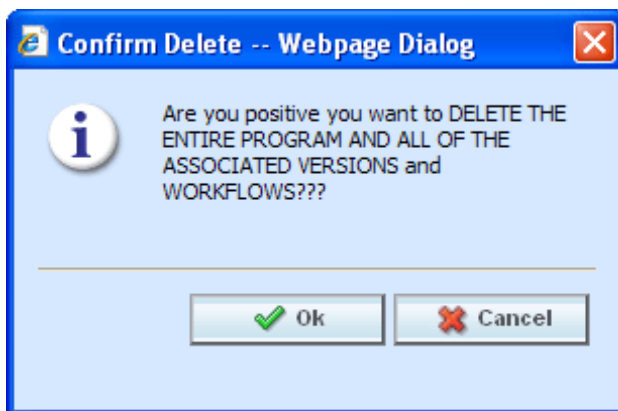 Confirm Delete -- Webpage Dialog
Are you positive you want to DELETE THE
ENTIRE PROGRAM AND ALL OF THE
ASSOCIATED VERSIONS and
WORKFLOWS???
Ok
Cancel